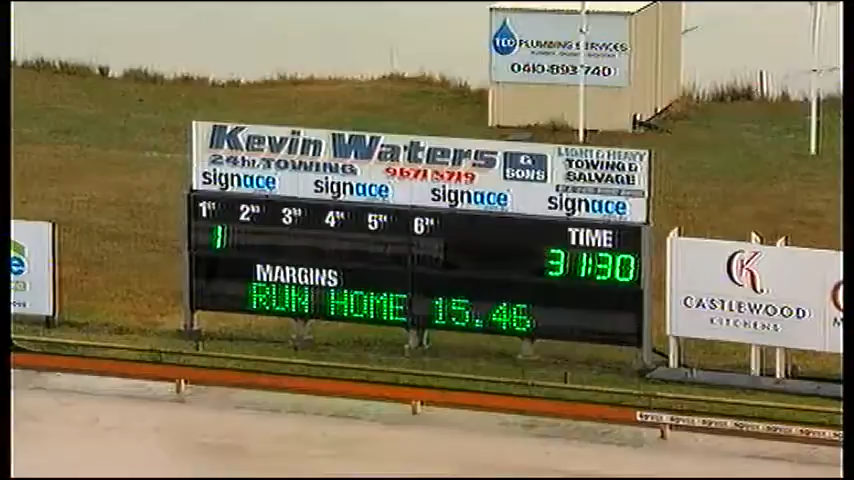 TED PLUMBING SERVICES
0410-893-740
KEVIN WATERS & SONS
24hr. TOWING 9671 5719
LIGHT & HEAVY
TOWING &
SALVAGE
signace signace signace signace
1ST 2ND 3RD 4TH 5TH 6TH TIME
1 31:30
MARGINS
RUN HOME 15.46
CASTLEWOOD
KITCHENS